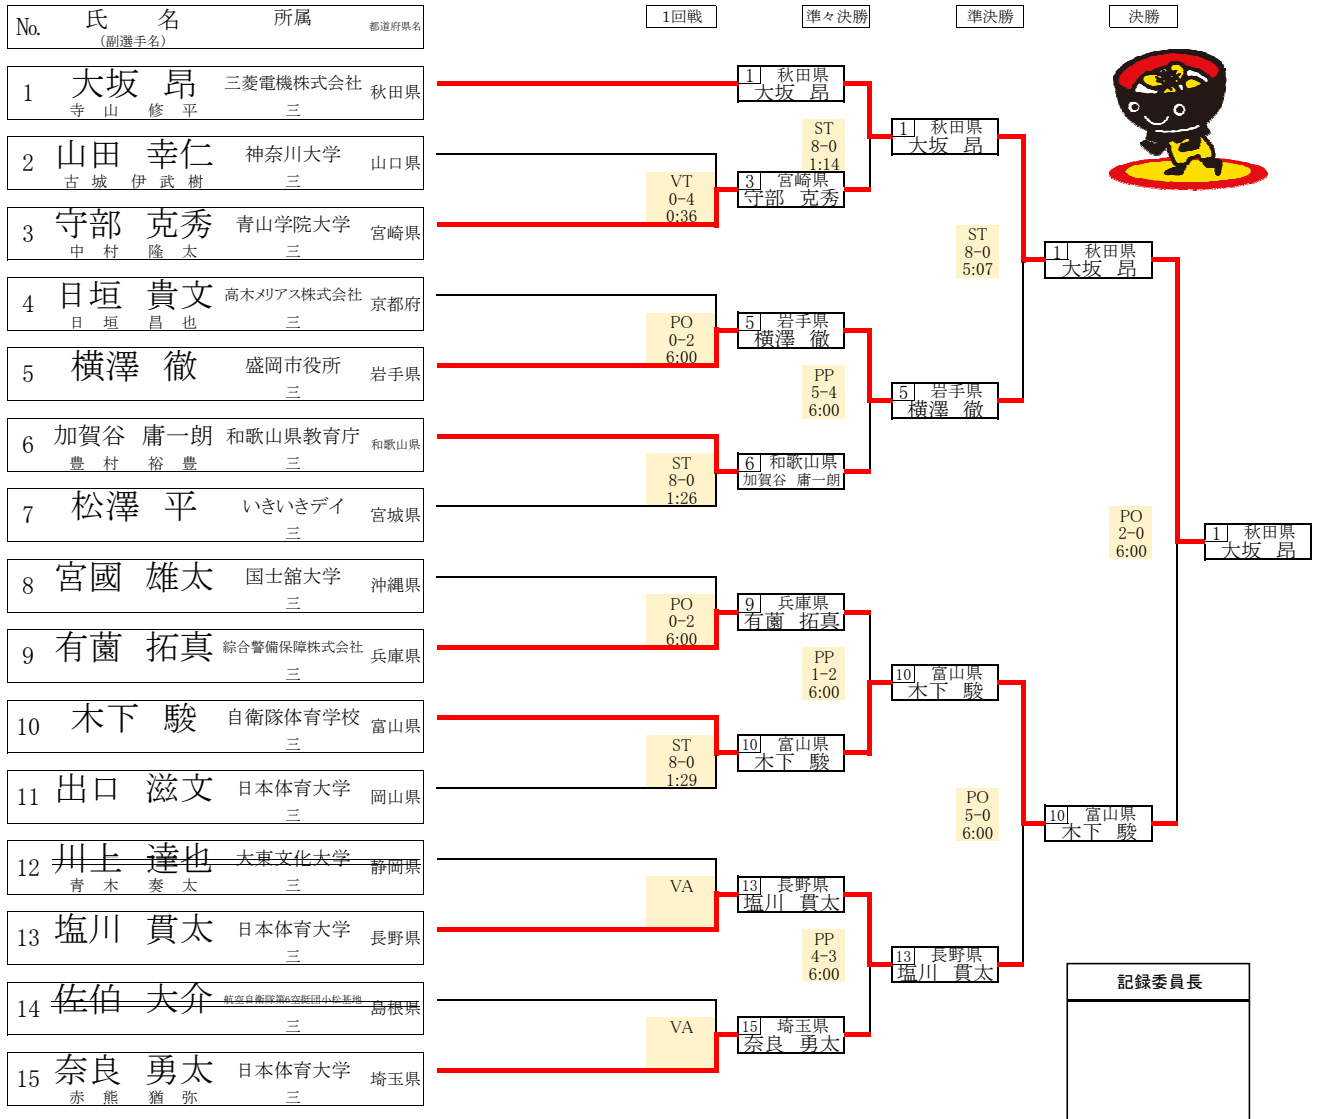 No. 氏 名 所属 都道府県名
(副選手名)
1回戦 準々決勝 準決勝 決勝
1 大坂 昂 三菱電機株式会社 秋田県
寺 山 修 平 三
2 山田 幸仁 神奈川大学 山口県
古 城 伊 武 樹 三
3 守部 克秀 青山学院大学 宮崎県
中 村 隆 太 三
4 日垣 貴文 高木メリアス株式会社 京都府
日 垣 昌 也 三
5 横澤 徹 盛岡市役所 岩手県
三
6 加賀谷 庸一朗 和歌山県教育庁 和歌山県
豊 村 裕 豊 三
7 松澤 平 いきいきデイ 宮城県
三
8 宮國 雄太 国士舘大学 沖縄県
三
9 有薗 拓真 綜合警備保障株式会社 兵庫県
三
10 木下 駿 自衛隊体育学校 富山県
三
11 出口 滋文 日本体育大学 岡山県
三
12 川上 達也 大東文化大学 静岡県
青 木 奏 太 三
13 塩川 貫太 日本体育大学 長野県
三
14 佐伯 大介 航空自衛隊第6空挺団小松基地 島根県
三
15 奈良 勇太 日本体育大学 埼玉県
赤 熊 猶 弥 三
VT
0-4
0:36
PO
0-2
6:00
ST
8-0
1:26
PO
0-2
6:00
ST
8-0
1:29
VA
VA
1 秋田県
大坂 昂
3 宮崎県
守部 克秀
5 岩手県
横澤 徹
6 和歌山県
加賀谷 庸一朗
9 兵庫県
有薗 拓真
10 富山県
木下 駿
13 長野県
塩川 貫太
15 埼玉県
奈良 勇太
ST
8-0
1:14
PP
5-4
6:00
PP
1-2
6:00
PP
4-3
6:00
1 秋田県
大坂 昂
5 岩手県
横澤 徹
10 富山県
木下 駿
13 長野県
塩川 貫太
ST
8-0
5:07
PO
5-0
6:00
1 秋田県
大坂 昂
10 富山県
木下 駿
PO
2-0
6:00
1 秋田県
大坂 昂
記録委員長